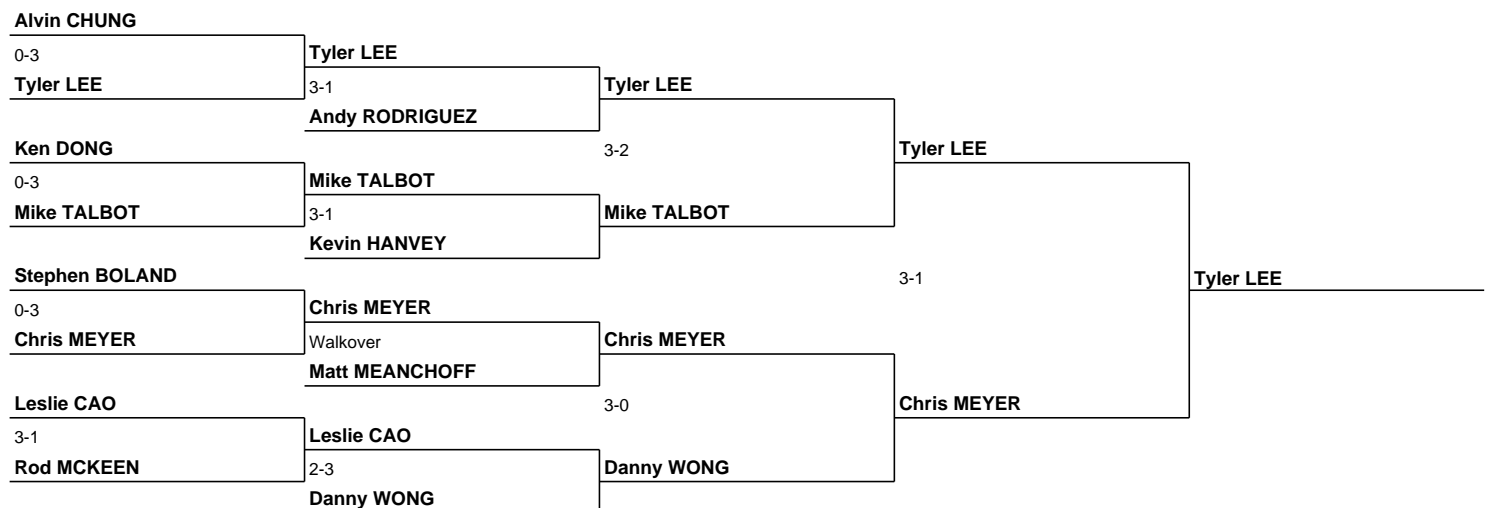 Alvin CHUNG
0-3
Tyler LEE
Tyler LEE
3-1
Andy RODRIGUEZ
Tyler LEE
Ken DONG
0-3
Mike TALBOT
Mike TALBOT
3-1
Kevin HANVEY
Mike TALBOT
3-2
Tyler LEE
Stephen BOLAND
0-3
Chris MEYER
Chris MEYER
Walkover
Matt MEANCHOFF
Chris MEYER
Leslie CAO
3-1
Rod MCKEEN
Leslie CAO
2-3
Danny WONG
Danny WONG
3-0
Chris MEYER
3-1
Tyler LEE